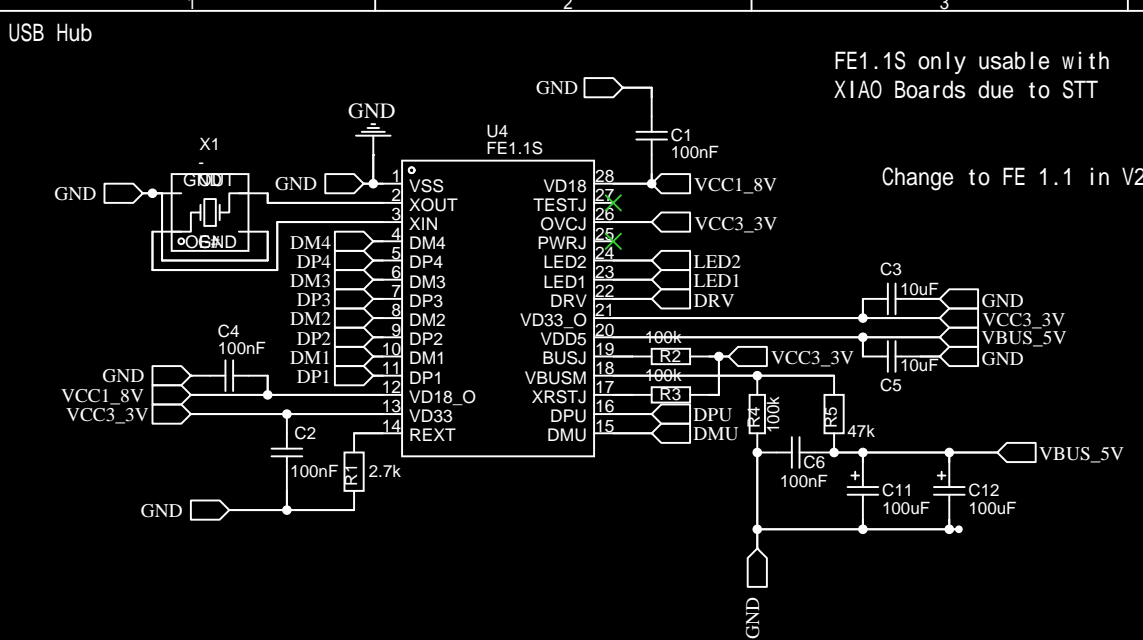 1 2 3
USB Hub
FE1.1S only usable with
XIAO Boards due to STT
Change to FE 1.1 in V2
GND
U4
FE1.1S
GND
C1
100nF
X1
-
GND
GND
1 VSS
2 XOUT
3 XIN
4 DM4
5 DP4
6 DM3
7 DP3
8 DM2
9 DP2
10 DM1
11 DP1
12 VD18_O
13 VD33
14 REXT
VD18 28
TESTJ 27
OVCJ 26
PWRJ 25
LED2 24
LED1 23
DRV 22
VD33_O 21
VDD5 20
BUSJ 19
VBUSM 18
XRSTJ 17
DPU 16
DMU 15
DM4
DP4
DM3
DP3
DM2
DP2
DM1
DP1
C4
100nF
GND
VCC1_8V
VCC3_3V
C2
100nF
R1
2.7k
GND
VCC1_8V
VCC3_3V
LED2
LED1
DRV
C3
10uF
GND
VCC3_3V
VBUS_5V
GND
10uF
C5
100k
R2
VCC3_3V
100k
R3
DPU
DMU
R4
100k
R5
47k
C6
100nF
VBUS_5V
+
C11
100uF
+
C12
100uF
GND